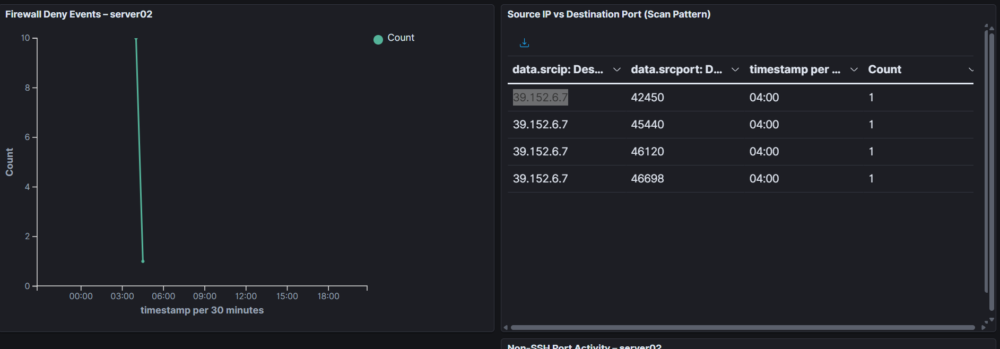 Firewall Deny Events – server02
10
8
6
4
2
0
Count
00:00 03:00 06:00 09:00 12:00 15:00 18:00
timestamp per 30 minutes
Count
Source IP vs Destination Port (Scan Pattern)
data.srcip: Des... data.srcport: D... timestamp per ... Count
39.152.6.7 42450 04:00 1
39.152.6.7 45440 04:00 1
39.152.6.7 46120 04:00 1
39.152.6.7 46698 04:00 1
Non-SSH Port Activity – server02